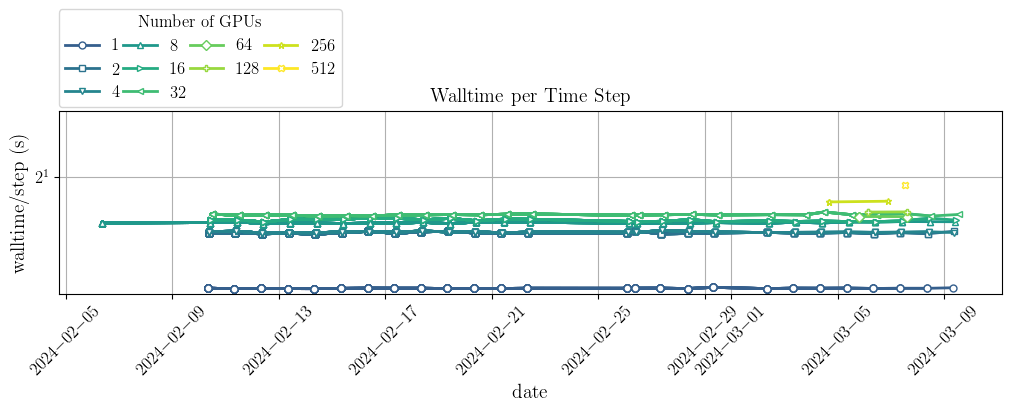 Number of GPUs
1 8 64 256
2 16 128 512
4 32
Walltime per Time Step
walltime/step (s)
2¹
2024−02−05 2024−02−09 2024−02−13 2024−02−17 2024−02−21 2024−02−25 2024−02−29 2024−03−01 2024−03−05 2024−03−09
date